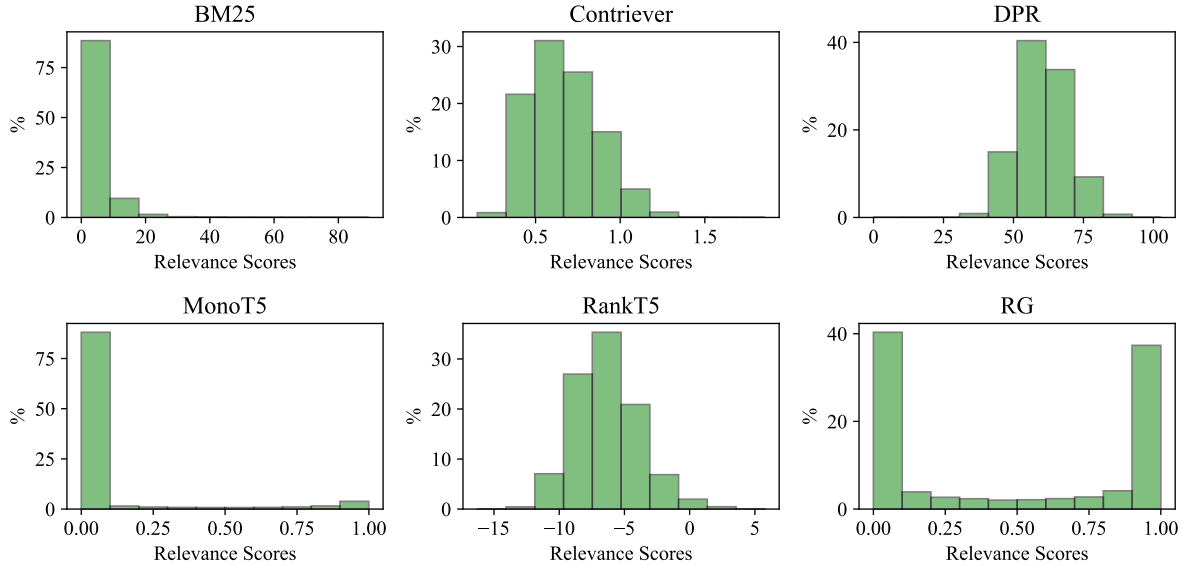 BM25
Contriever
DPR
%
75
50
25
0
0 20 40 60 80
Relevance Scores
%
30
20
10
0
0.5 1.0 1.5
Relevance Scores
%
40
20
0
0 25 50 75 100
Relevance Scores
MonoT5
RankT5
RG
%
75
50
25
0
0.00 0.25 0.50 0.75 1.00
Relevance Scores
%
30
20
10
0
−15 −10 −5 0 5
Relevance Scores
%
40
20
0
0.00 0.25 0.50 0.75 1.00
Relevance Scores